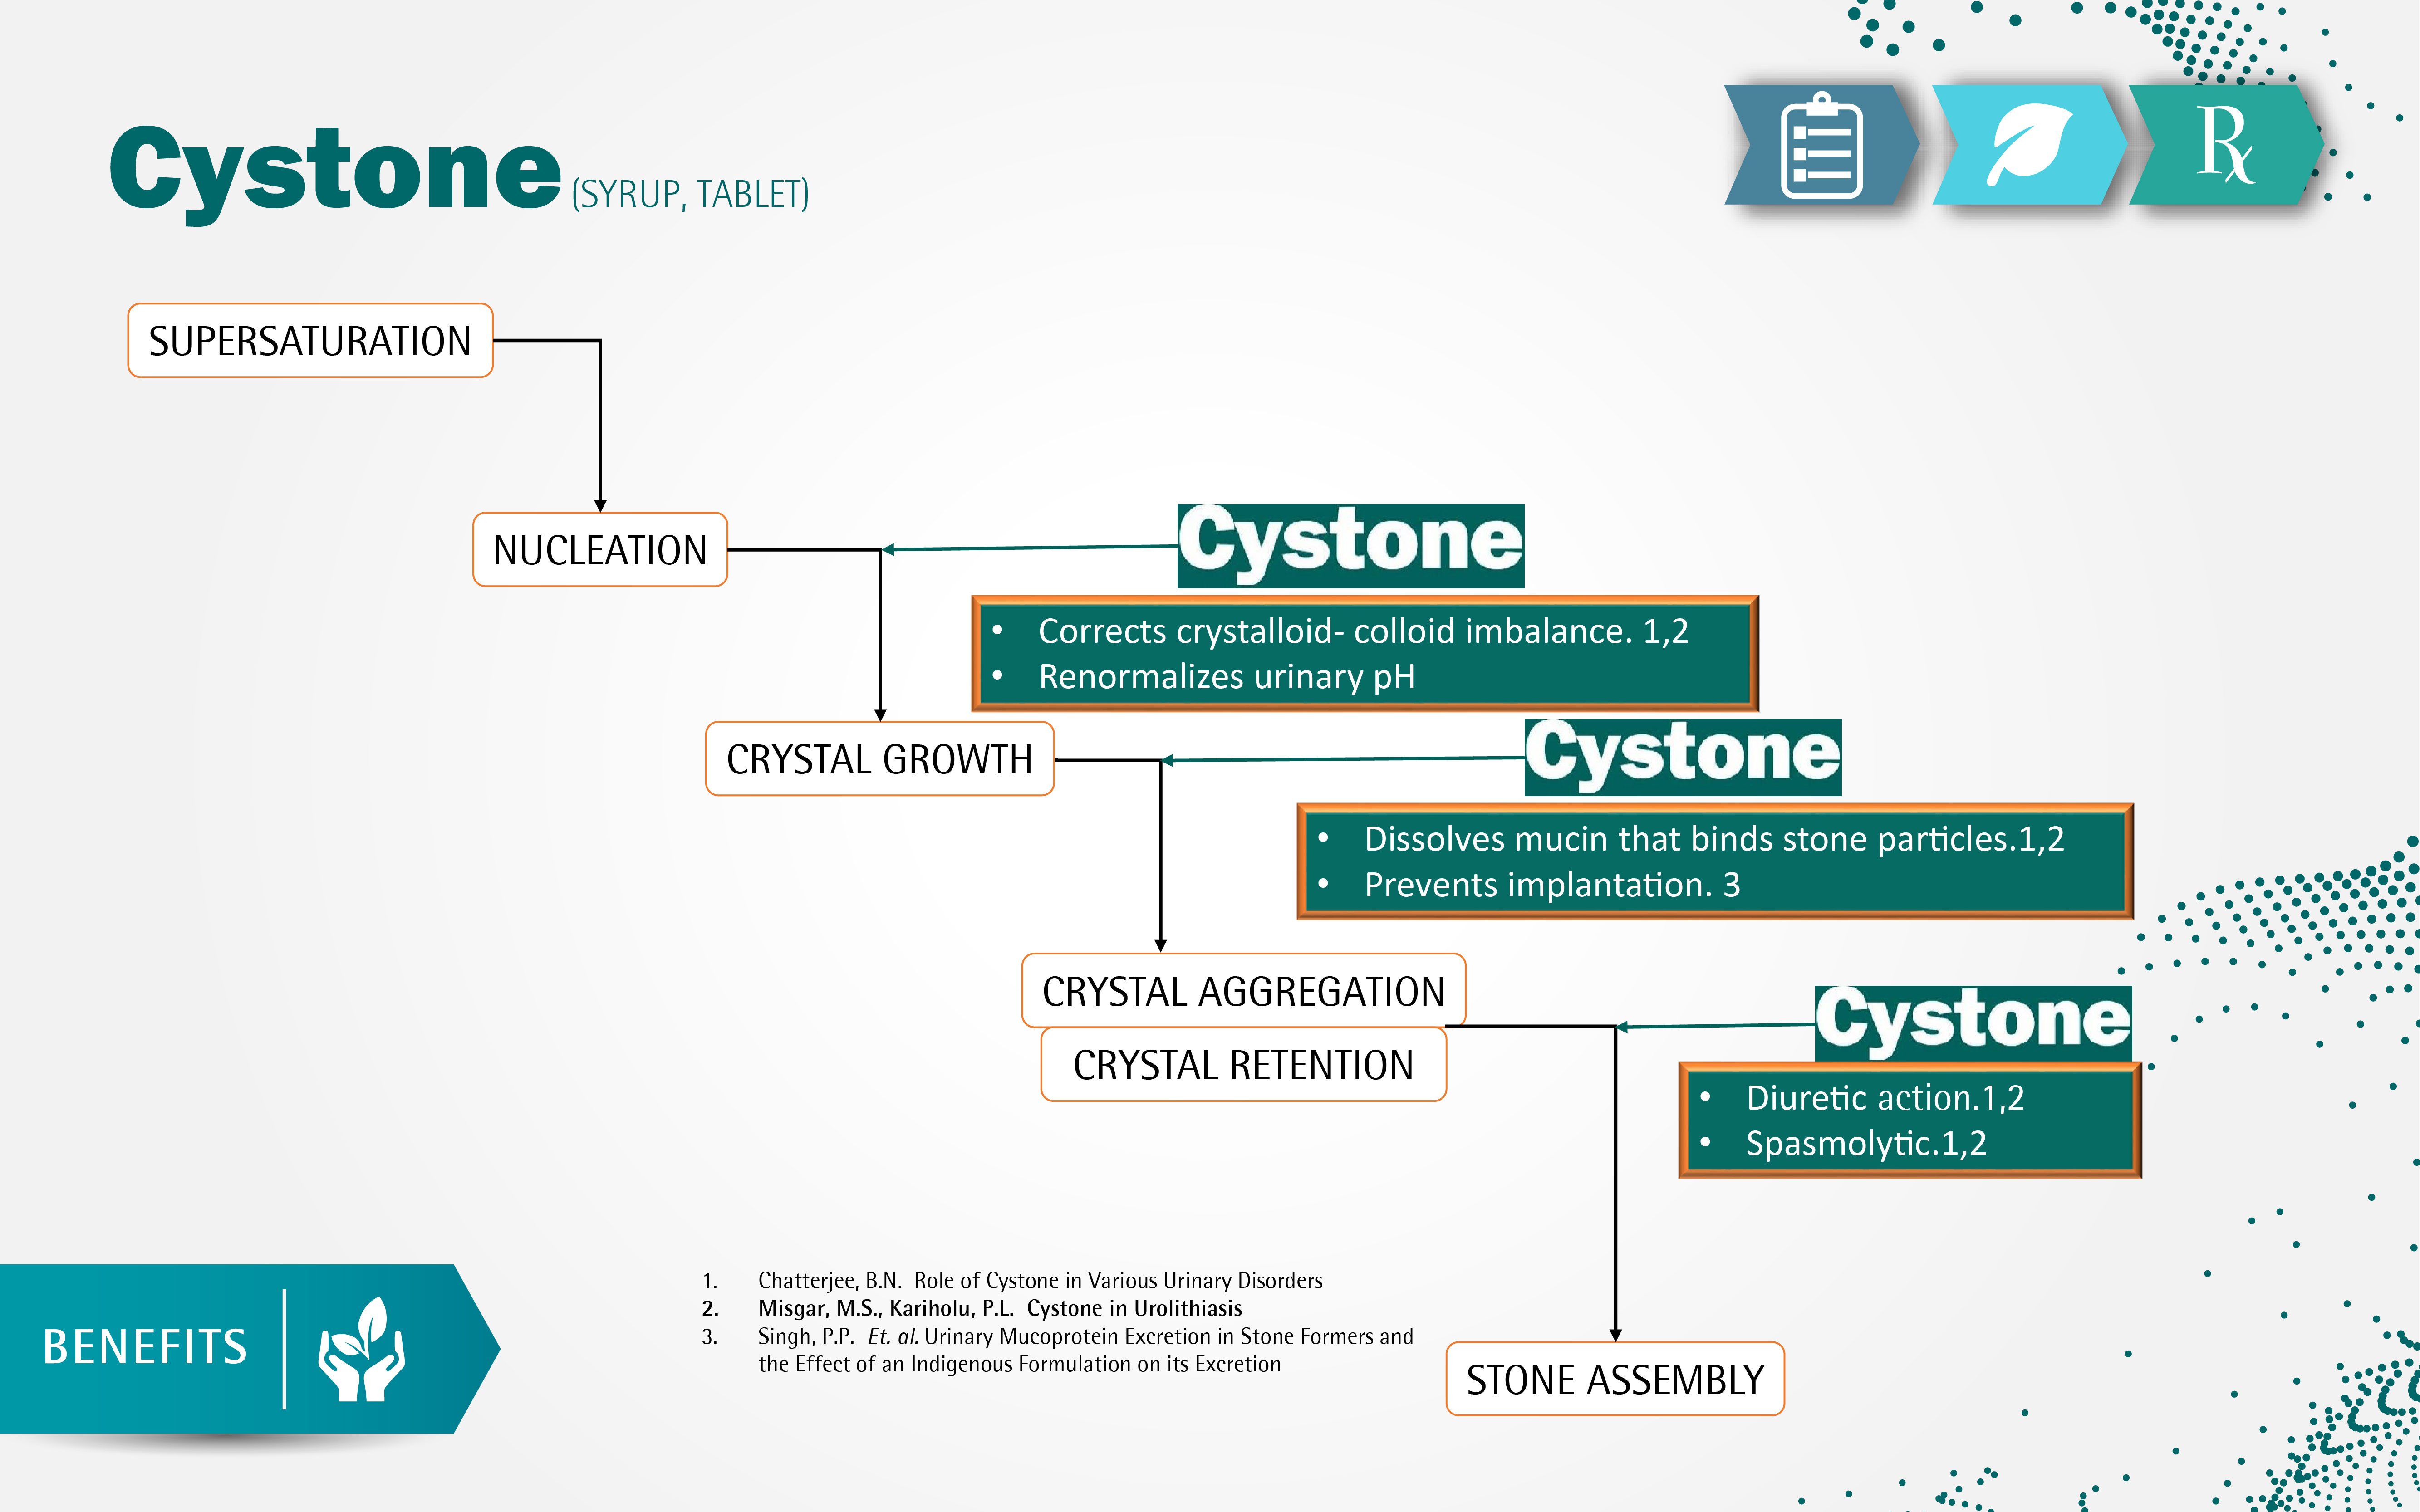 Cystone (SYRUP, TABLET)
Rx
SUPERSATURATION
NUCLEATION
Cystone
• Corrects crystalloid- colloid imbalance. 1,2
• Renormalizes urinary pH
CRYSTAL GROWTH
Cystone
• Dissolves mucin that binds stone particles.1,2
• Prevents implantation. 3
CRYSTAL AGGREGATION
CRYSTAL RETENTION
Cystone
• Diuretic action.1,2
• Spasmolytic.1,2
STONE ASSEMBLY
BENEFITS
1. Chatterjee, B.N. Role of Cystone in Various Urinary Disorders
2. Misgar, M.S., Kariholu, P.L. Cystone in Urolithiasis
3. Singh, P.P. Et. al. Urinary Mucoprotein Excretion in Stone Formers and
the Effect of an Indigenous Formulation on its Excretion